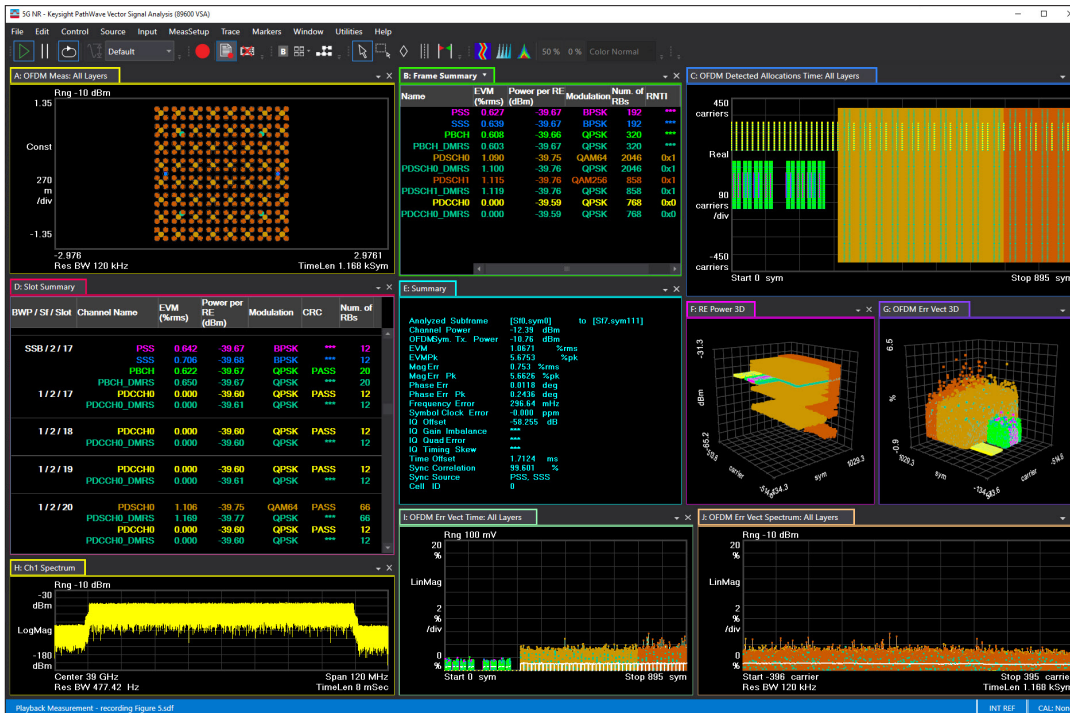 5G NR - Keysight PathWave Vector Signal Analysis (89600 VSA)
File Edit Control Source Input MeasSetup Trace Markers Window Utilities Help
Default B 50 % 0 % Color Normal
A: OFDM Meas: All Layers
Rng -10 dBm
1.35
Const
270
m
/div
-1.35
-2.976 2.9761
Res BW 120 kHz TimeLen 1.168 kSym
B: Frame Summary
Name EVM (%rms) Power per RE (dBm) Modulation Num. of RBs RNTI
PSS 0.627 -39.67 BPSK 192 ***
SSS 0.639 -39.67 BPSK 192 ***
PBCH 0.608 -39.66 QPSK 320 ***
PBCH_DMRS 0.603 -39.67 QPSK 320 ***
PDSCH0 1.090 -39.75 QAM64 2046 0x1
PDSCH0_DMRS 1.100 -39.76 QPSK 2046 0x1
PDSCH1 1.115 -39.76 QAM256 858 0x1
PDSCH1_DMRS 1.119 -39.76 QPSK 858 0x1
PDCCH0 0.000 -39.59 QPSK 768 0x0
PDCCH0_DMRS 0.000 -39.59 QPSK 768 0x0
C: OFDM Detected Allocations Time: All Layers
450
carriers
Real
90
carriers
/div
-450
carriers
Start 0 sym Stop 895 sym
D: Slot Summary
BWP / Sf / Slot Channel Name EVM (%rms) Power per RE (dBm) Modulation CRC Num. of RBs
SSB / 2 / 17 PSS 0.642 -39.67 BPSK *** 12
SSS 0.706 -39.68 BPSK *** 12
PBCH 0.622 -39.67 QPSK PASS 20
PBCH_DMRS 0.650 -39.67 QPSK *** 20
1 / 2 / 17 PDCCH0 0.000 -39.60 QPSK PASS 12
PDCCH0_DMRS 0.000 -39.61 QPSK *** 12
1 / 2 / 18 PDCCH0 0.000 -39.60 QPSK PASS 12
PDCCH0_DMRS 0.000 -39.61 QPSK *** 12
1 / 2 / 19 PDCCH0 0.000 -39.60 QPSK PASS 12
PDCCH0_DMRS 0.000 -39.61 QPSK *** 12
1 / 2 / 20 PDSCH0 1.106 -39.75 QAM64 PASS 66
PDSCH0_DMRS 1.169 -39.77 QPSK *** 66
PDCCH0 0.000 -39.60 QPSK PASS 12
PDCCH0_DMRS 0.000 -39.60 QPSK *** 12
E: Summary
Analyzed Subframe [Sf0,sym0] to [Sf7,sym111]
Channel Power -12.39 dBm
OFDMSym. Tx. Power -10.76 dBm
EVM 1.0671 %rms
EVMPk 5.6753 %pk
MagErr 0.753 %rms
MagErr Pk 5.6626 %pk
Phase Err 0.0118 deg
Phase Err Pk 0.2436 deg
Frequency Error 296.64 mHz
Symbol Clock Error -0.000 ppm
IQ Offset -58.255 dB
IQ Gain Imbalance ***
IQ Quad Error ***
IQ Timing Skew ***
Time Offset 1.7124 ms
Sync Correlation 99.601 %
Sync Source PSS, SSS
Cell ID 0
F: RE Power 3D
-31.3
dBm
-65.2
carrier
sym
1029.3
G: OFDM Err Vect 3D
6.5
%
-0.9
1029.3
sym
carrier
-514.6
H: Ch1 Spectrum
Rng -10 dBm
-30
dBm
LogMag
-180
dBm
Center 39 GHz Span 120 MHz
Res BW 477.42 Hz TimeLen 8 mSec
I: OFDM Err Vect Time: All Layers
Rng 100 mV
20
%
LinMag
2
%
/div
0
%
Start 0 sym Stop 895 sym
J: OFDM Err Vect Spectrum: All Layers
Rng -10 dBm
20
%
LinMag
2
%
/div
0
%
Start -396 carrier Stop 395 carrier
Res BW 120 kHz TimeLen 1.168 kSym
Playback Measurement - recording Figure 5.sdf INT REF CAL: None